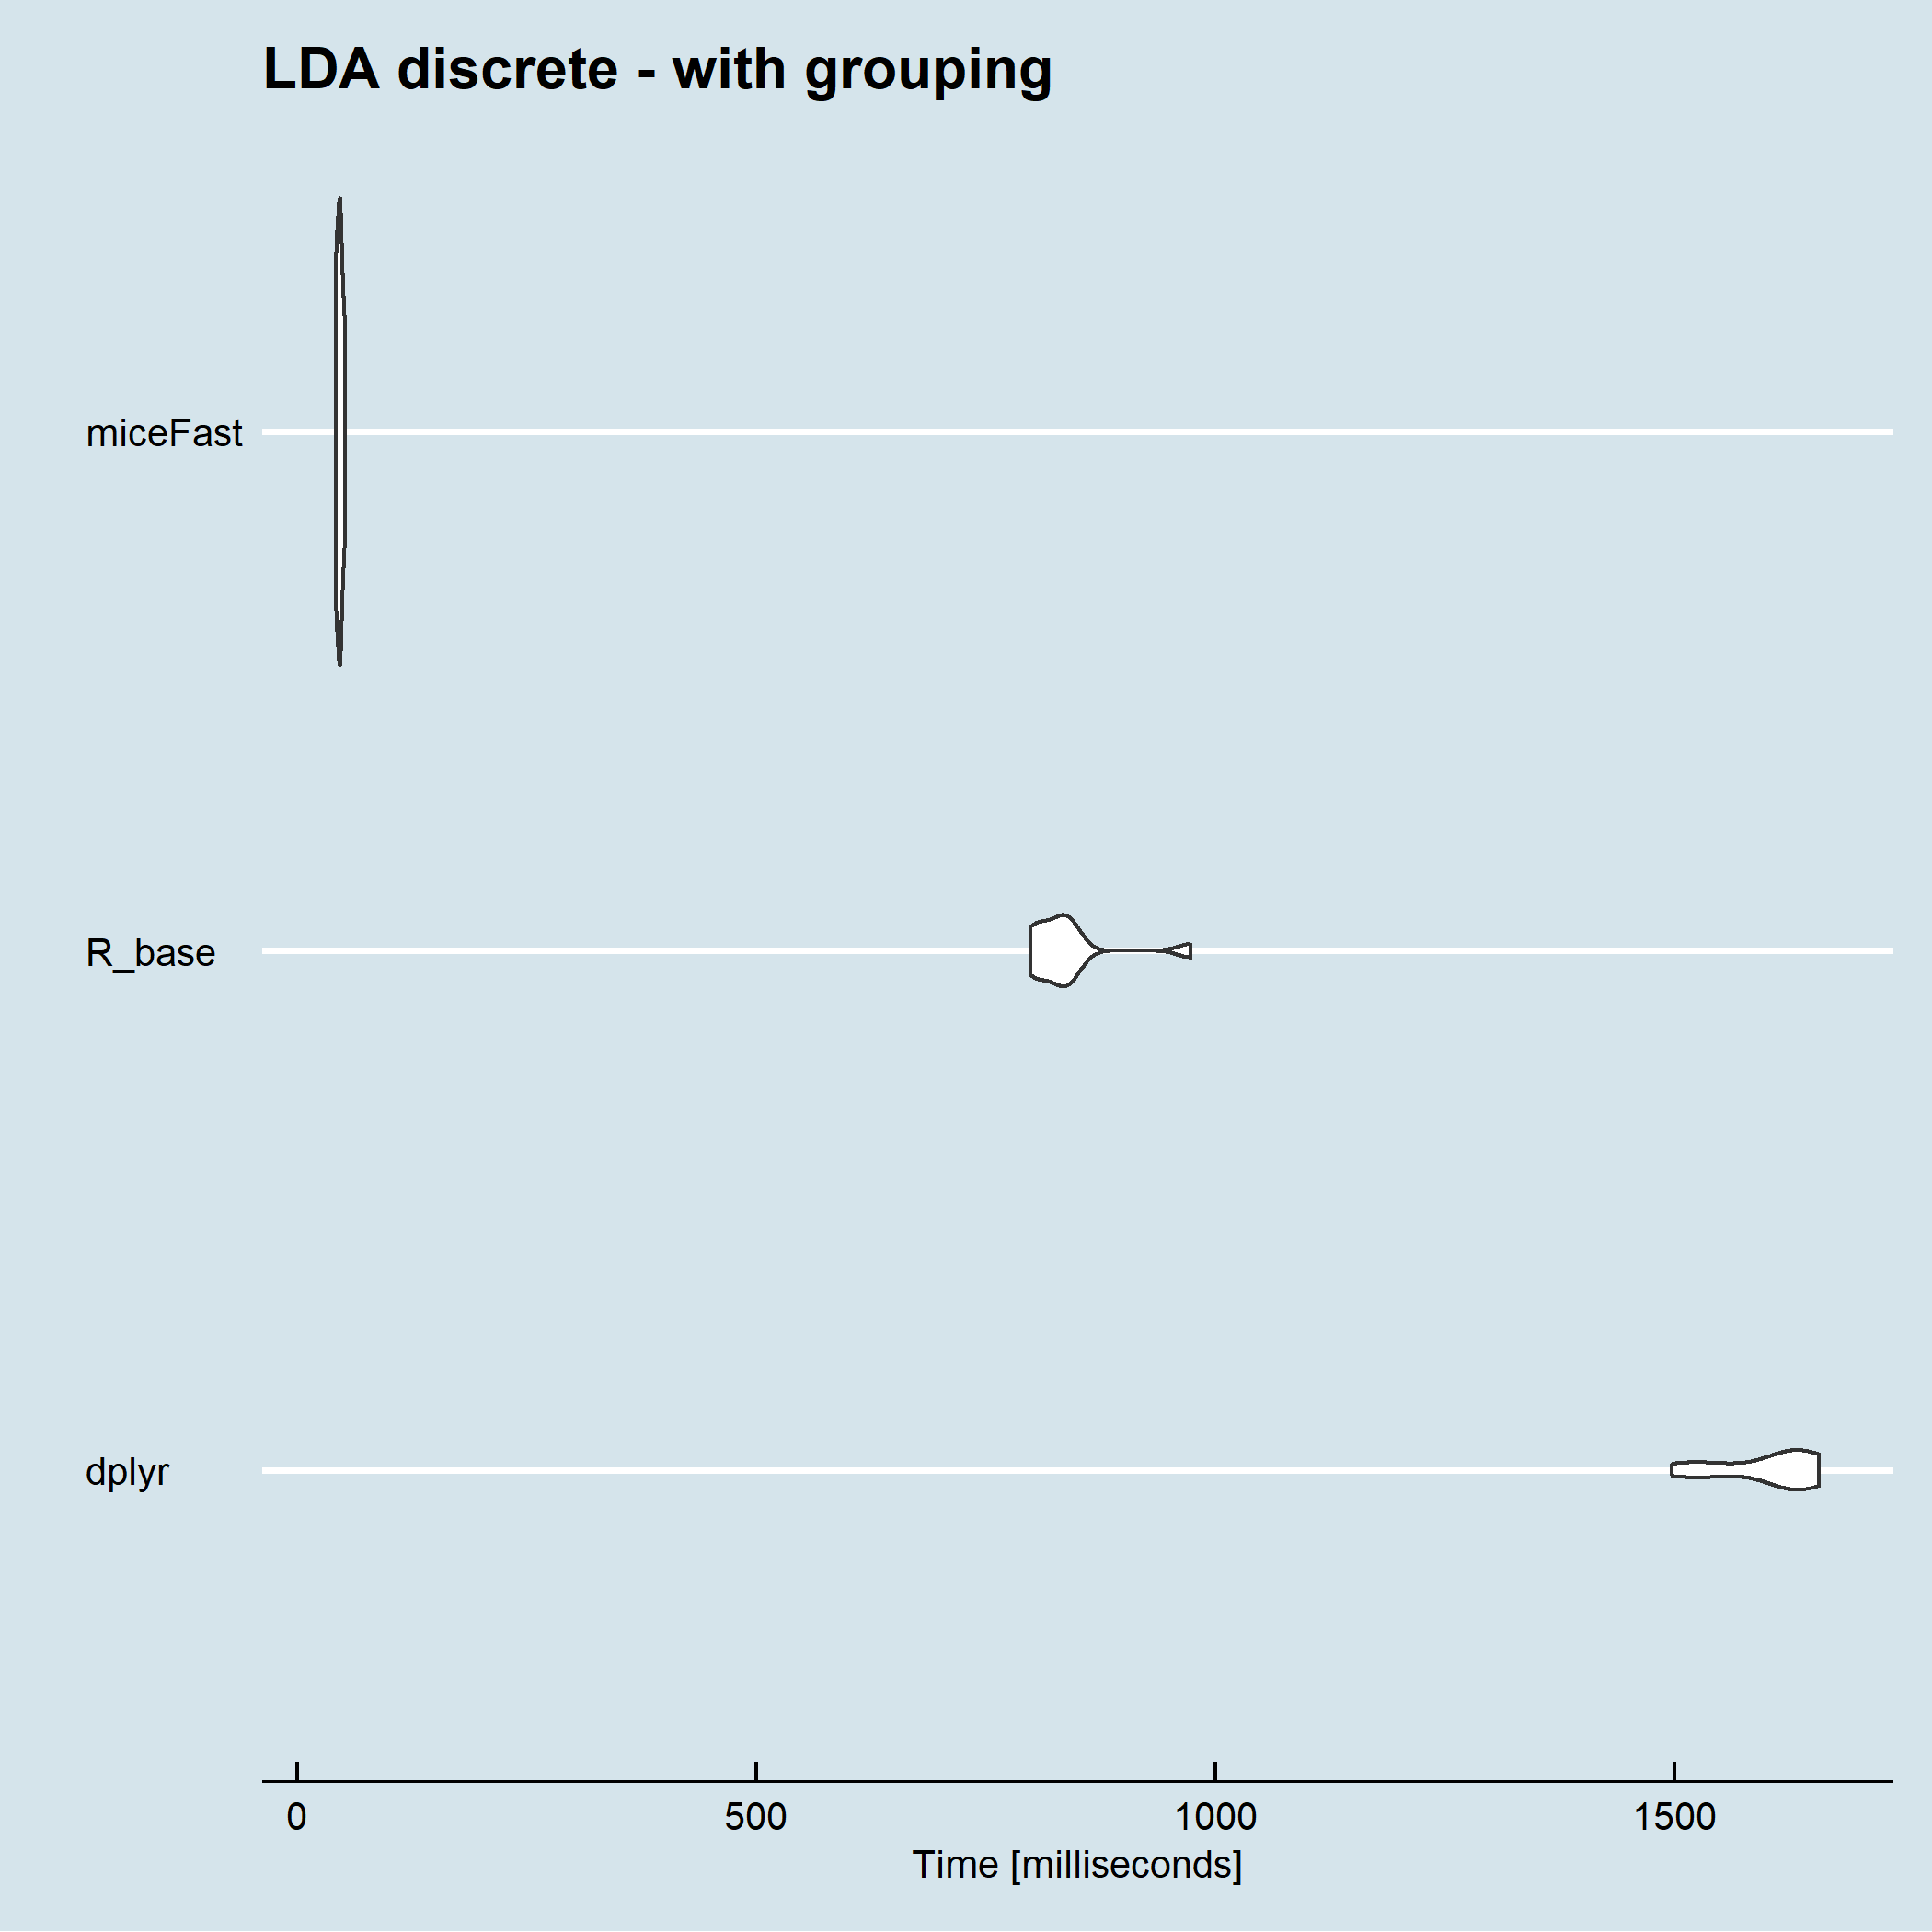 LDA discrete - with grouping
miceFast
R_base
dplyr
0 500 1000 1500
Time [milliseconds]